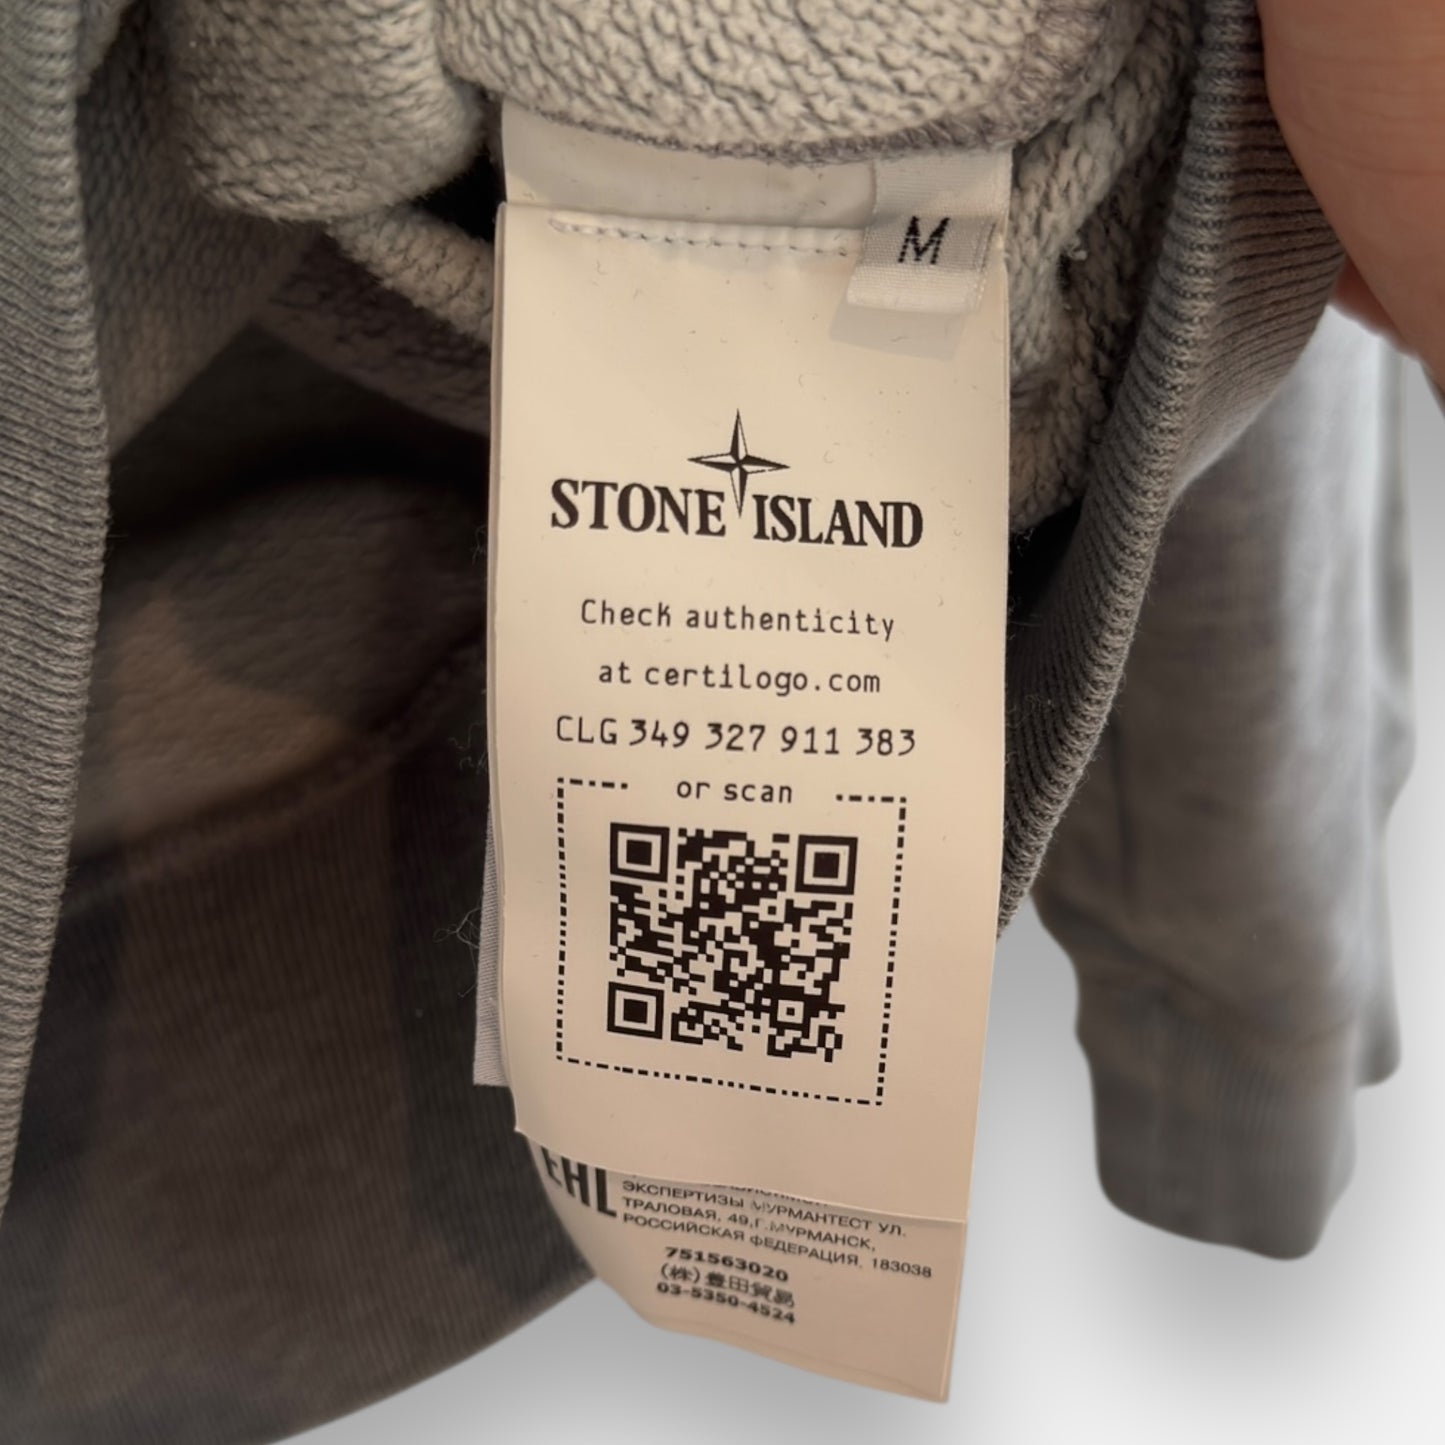 M
STONE ISLAND
Check authenticity
at certilogo.com
CLG 349 327 911 383
or scan
EHL
ЭКСПЕРТИЗЫ МУРМАНТЕСТ УЛ.
ТРАЛОВАЯ, 49,Г.МУРМАНСК,
РОССИЙСКАЯ ФЕДЕРАЦИЯ, 183038
751563020
(株)豊田貿易
03-5350-4524